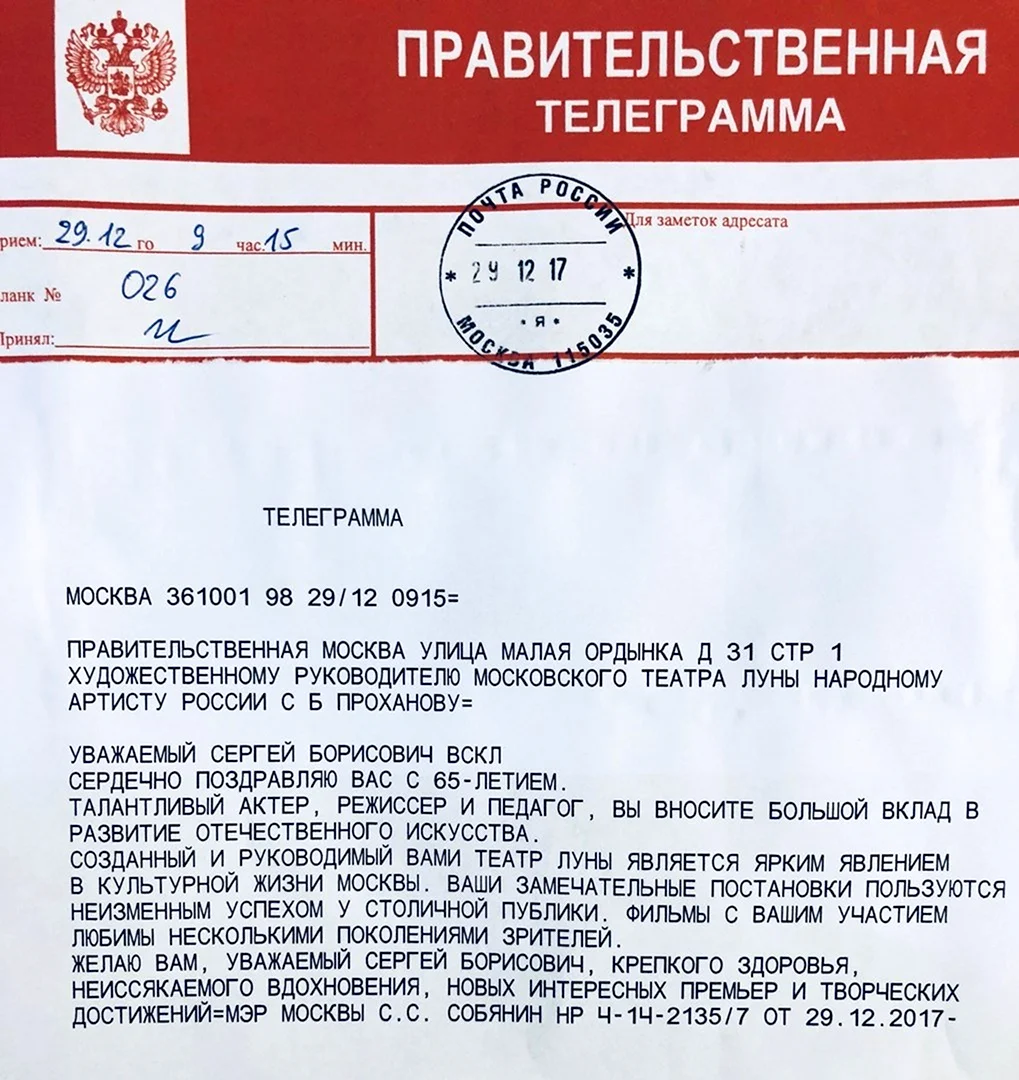 ПРАВИТЕЛЬСТВЕННАЯ
ТЕЛЕГРАММА
рием: 29.12 го 9 час. 15 мин.
ланк № 026
Принял:
ПОЧТА РОССИИ
* 29 12 17 *
• Я •
МОСКВА 115035
Для заметок адресата
ТЕЛЕГРАММА
МОСКВА 361001 98 29/12 0915=
ПРАВИТЕЛЬСТВЕННАЯ МОСКВА УЛИЦА МАЛАЯ ОРДЫНКА Д 31 СТР 1
ХУДОЖЕСТВЕННОМУ РУКОВОДИТЕЛЮ МОСКОВСКОГО ТЕАТРА ЛУНЫ НАРОДНОМУ
АРТИСТУ РОССИИ С Б ПРОХАНОВУ=
УВАЖАЕМЫЙ СЕРГЕЙ БОРИСОВИЧ ВСКЛ
СЕРДЕЧНО ПОЗДРАВЛЯЮ ВАС С 65-ЛЕТИЕМ.
ТАЛАНТЛИВЫЙ АКТЕР, РЕЖИССЕР И ПЕДАГОГ, ВЫ ВНОСИТЕ БОЛЬШОЙ ВКЛАД В
РАЗВИТИЕ ОТЕЧЕСТВЕННОГО ИСКУССТВА.
СОЗДАННЫЙ И РУКОВОДИМЫЙ ВАМИ ТЕАТР ЛУНЫ ЯВЛЯЕТСЯ ЯРКИМ ЯВЛЕНИЕМ
В КУЛЬТУРНОЙ ЖИЗНИ МОСКВЫ. ВАШИ ЗАМЕЧАТЕЛЬНЫЕ ПОСТАНОВКИ ПОЛЬЗУЮТСЯ
НЕИЗМЕННЫМ УСПЕХОМ У СТОЛИЧНОЙ ПУБЛИКИ. ФИЛЬМЫ С ВАШИМ УЧАСТИЕМ
ЛЮБИМЫ НЕСКОЛЬКИМИ ПОКОЛЕНИЯМИ ЗРИТЕЛЕЙ.
ЖЕЛАЮ ВАМ, УВАЖАЕМЫЙ СЕРГЕЙ БОРИСОВИЧ, КРЕПКОГО ЗДОРОВЬЯ,
НЕИССЯКАЕМОГО ВДОХНОВЕНИЯ, НОВЫХ ИНТЕРЕСНЫХ ПРЕМЬЕР И ТВОРЧЕСКИХ
ДОСТИЖЕНИЙ=МЭР МОСКВЫ С.С. СОБЯНИН НР 4-14-2135/7 ОТ 29.12.2017-